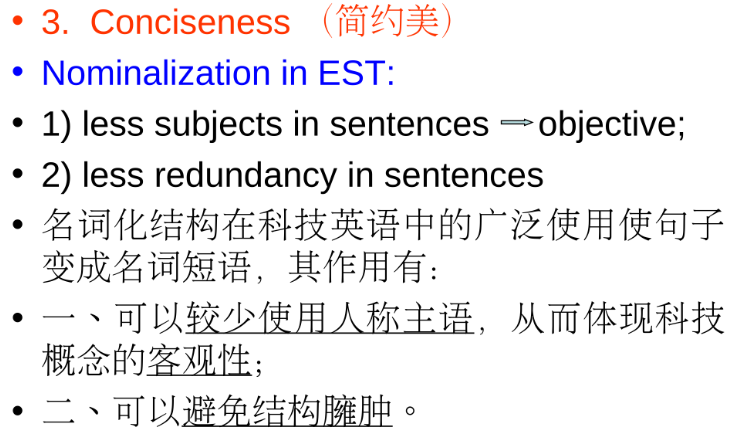 • 3. Conciseness （简约美）
• Nominalization in EST:
• 1) less subjects in sentences ⇒objective;
• 2) less redundancy in sentences
• 名词化结构在科技英语中的广泛使用使句子
变成名词短语，其作用有：
• 一、可以较少使用人称主语，从而体现科技
概念的客观性；
• 二、可以避免结构臃肿。